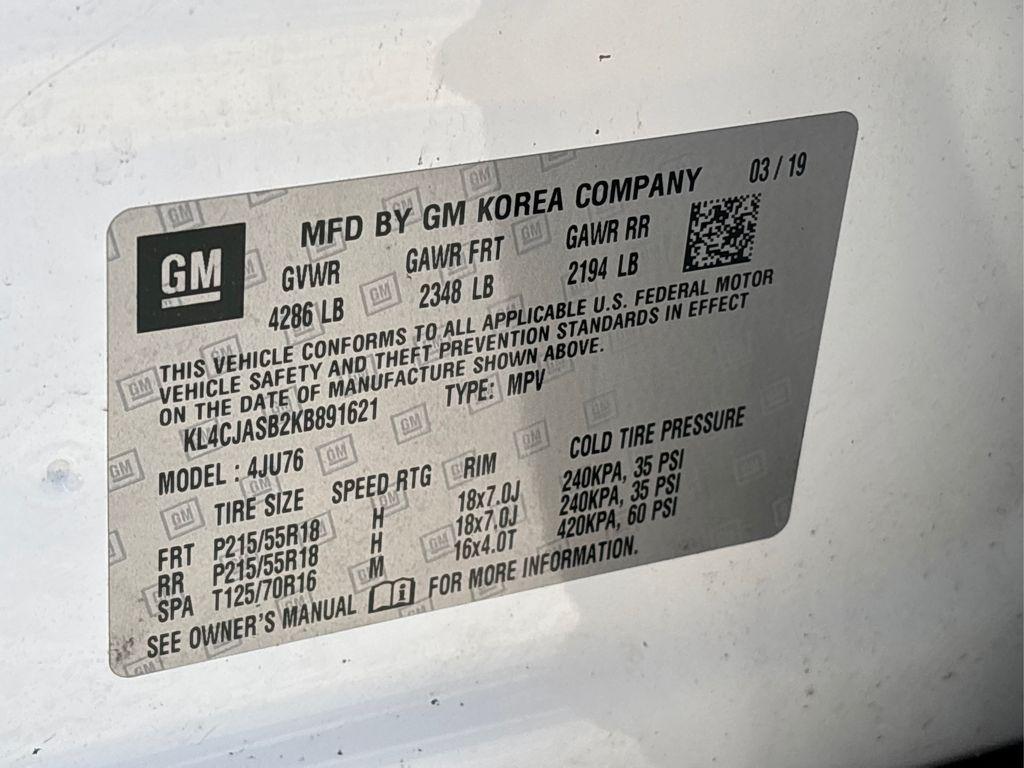 MFD BY GM KOREA COMPANY 03 / 19
GM
GVWR GAWR FRT GAWR RR
4286 LB 2348 LB 2194 LB
THIS VEHICLE CONFORMS TO ALL APPLICABLE U.S. FEDERAL MOTOR
VEHICLE SAFETY AND THEFT PREVENTION STANDARDS IN EFFECT
ON THE DATE OF MANUFACTURE SHOWN ABOVE.
KL4CJASB2KB891621 TYPE: MPV
MODEL : 4JU76
TIRE SIZE SPEED RTG RIM COLD TIRE PRESSURE
FRT P215/55R18 H 18x7.0J 240KPA, 35 PSI
RR P215/55R18 H 18x7.0J 240KPA, 35 PSI
SPA T125/70R16 M 16x4.0T 420KPA, 60 PSI
SEE OWNER'S MANUAL i FOR MORE INFORMATION.